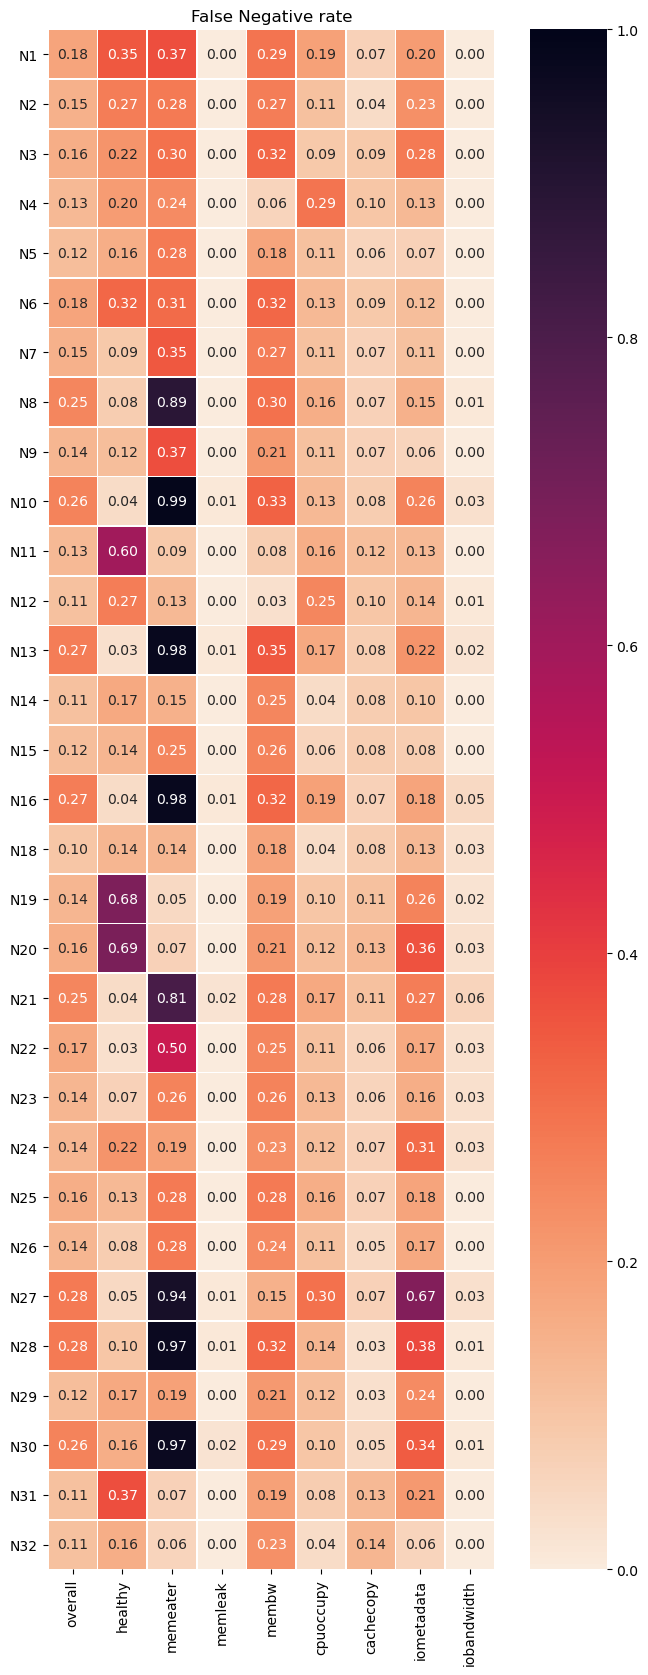 False Negative rate
N1 0.18 0.35 0.37 0.00 0.29 0.19 0.07 0.20 0.00
N2 0.15 0.27 0.28 0.00 0.27 0.11 0.04 0.23 0.00
N3 0.16 0.22 0.30 0.00 0.32 0.09 0.09 0.28 0.00
N4 0.13 0.20 0.24 0.00 0.06 0.29 0.10 0.13 0.00
N5 0.12 0.16 0.28 0.00 0.18 0.11 0.06 0.07 0.00
N6 0.18 0.32 0.31 0.00 0.32 0.13 0.09 0.12 0.00
N7 0.15 0.09 0.35 0.00 0.27 0.11 0.07 0.11 0.00
N8 0.25 0.08 0.89 0.00 0.30 0.16 0.07 0.15 0.01
N9 0.14 0.12 0.37 0.00 0.21 0.11 0.07 0.06 0.00
N10 0.26 0.04 0.99 0.01 0.33 0.13 0.08 0.26 0.03
N11 0.13 0.60 0.09 0.00 0.08 0.16 0.12 0.13 0.00
N12 0.11 0.27 0.13 0.00 0.03 0.25 0.10 0.14 0.01
N13 0.27 0.03 0.98 0.01 0.35 0.17 0.08 0.22 0.02
N14 0.11 0.17 0.15 0.00 0.25 0.04 0.08 0.10 0.00
N15 0.12 0.14 0.25 0.00 0.26 0.06 0.08 0.08 0.00
N16 0.27 0.04 0.98 0.01 0.32 0.19 0.07 0.18 0.05
N18 0.10 0.14 0.14 0.00 0.18 0.04 0.08 0.13 0.03
N19 0.14 0.68 0.05 0.00 0.19 0.10 0.11 0.26 0.02
N20 0.16 0.69 0.07 0.00 0.21 0.12 0.13 0.36 0.03
N21 0.25 0.04 0.81 0.02 0.28 0.17 0.11 0.27 0.06
N22 0.17 0.03 0.50 0.00 0.25 0.11 0.06 0.17 0.03
N23 0.14 0.07 0.26 0.00 0.26 0.13 0.06 0.16 0.03
N24 0.14 0.22 0.19 0.00 0.23 0.12 0.07 0.31 0.03
N25 0.16 0.13 0.28 0.00 0.28 0.16 0.07 0.18 0.00
N26 0.14 0.08 0.28 0.00 0.24 0.11 0.05 0.17 0.00
N27 0.28 0.05 0.94 0.01 0.15 0.30 0.07 0.67 0.03
N28 0.28 0.10 0.97 0.01 0.32 0.14 0.03 0.38 0.01
N29 0.12 0.17 0.19 0.00 0.21 0.12 0.03 0.24 0.00
N30 0.26 0.16 0.97 0.02 0.29 0.10 0.05 0.34 0.01
N31 0.11 0.37 0.07 0.00 0.19 0.08 0.13 0.21 0.00
N32 0.11 0.16 0.06 0.00 0.23 0.04 0.14 0.06 0.00
overall
healthy
memeater
memleak
membw
cpuoccupy
cachecopy
iometadata
iobandwidth
1.0
0.8
0.6
0.4
0.2
0.0